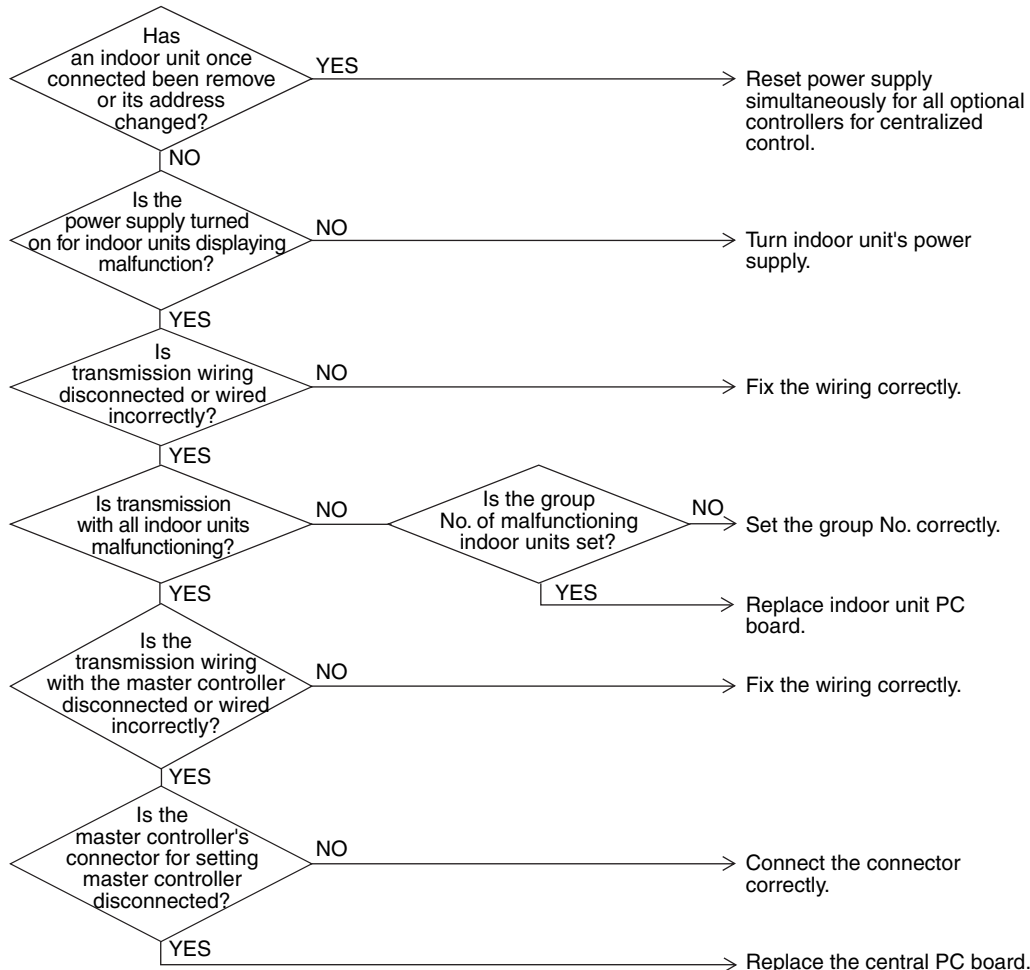 Has
an indoor unit once
connected been remove
or its address
changed?
YES
Reset power supply
simultaneously for all optional
controllers for centralized
control.
NO
Is the
power supply turned
on for indoor units displaying
malfunction?
NO
Turn indoor unit's power
supply.
YES
Is
transmission wiring
disconnected or wired
incorrectly?
NO
Fix the wiring correctly.
YES
Is transmission
with all indoor units
malfunctioning?
NO
Is the group
No. of malfunctioning
indoor units set?
NO
Set the group No. correctly.
YES
Replace indoor unit PC
board.
YES
Is the
transmission wiring
with the master controller
disconnected or wired
incorrectly?
NO
Fix the wiring correctly.
YES
Is the
master controller's
connector for setting
master controller
disconnected?
NO
Connect the connector
correctly.
YES
Replace the central PC board.